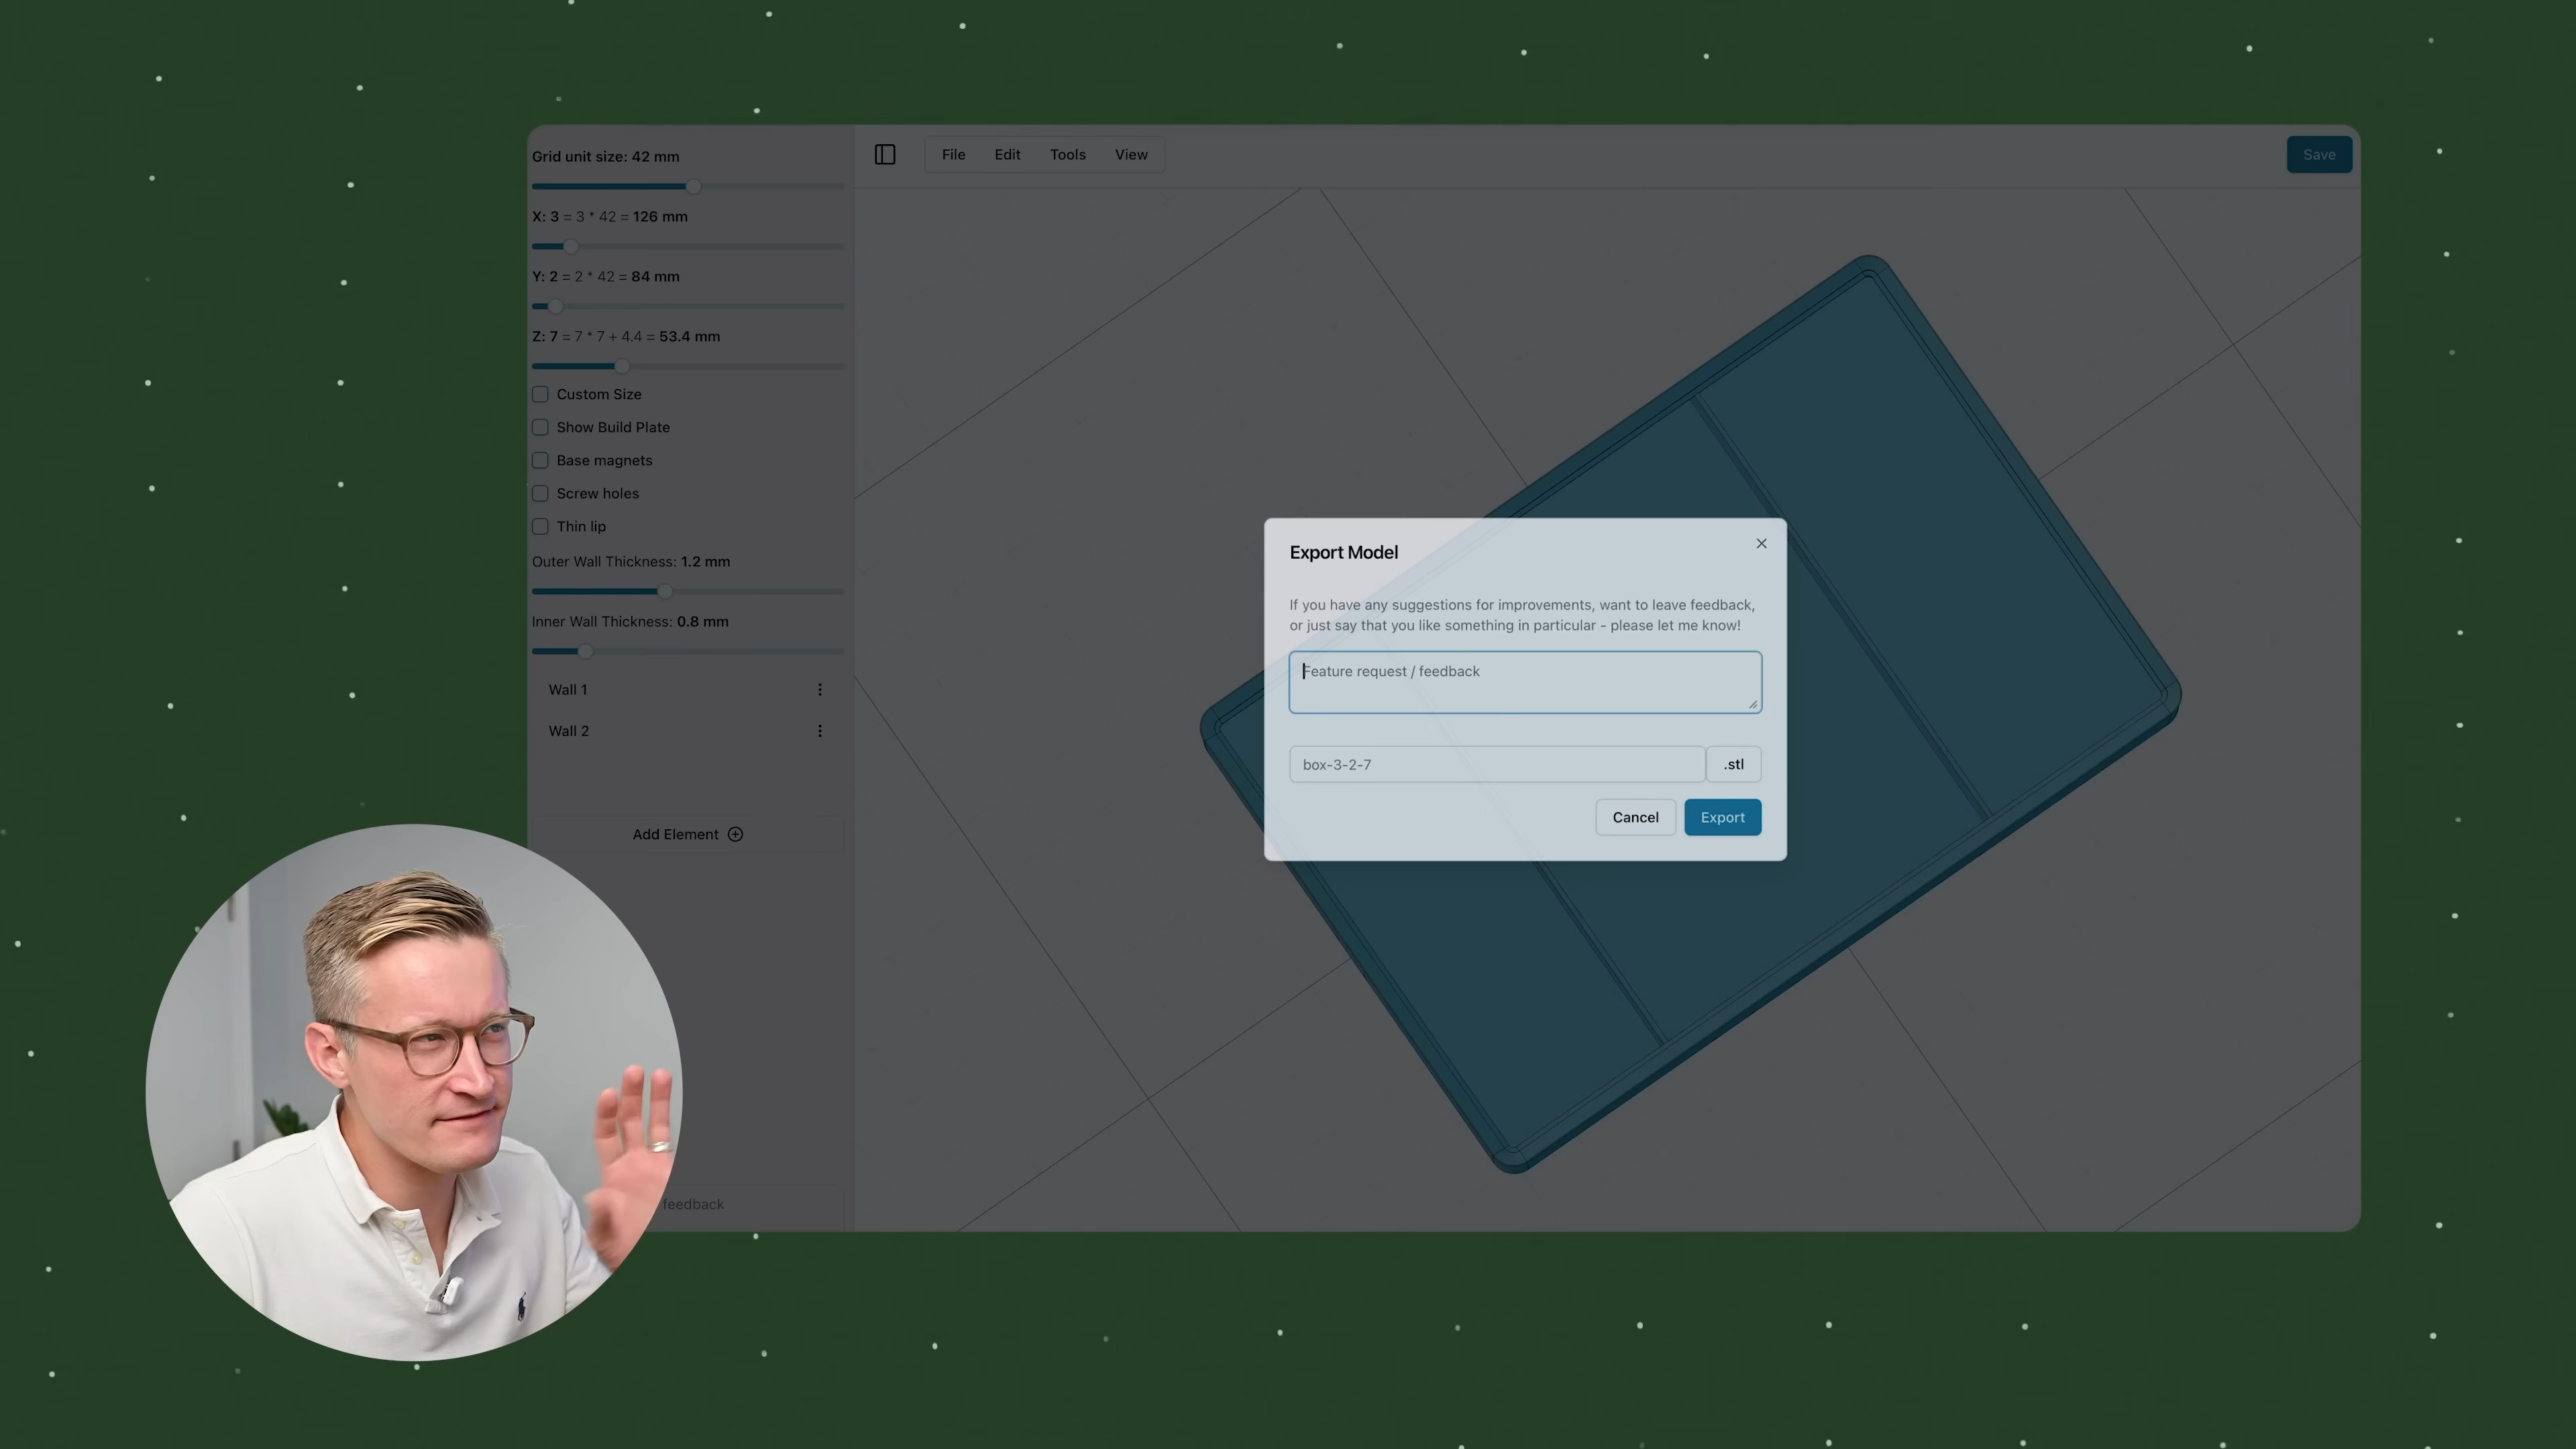 Grid unit size: 42 mm
X: 3 = 3 * 42 = 126 mm
Y: 2 = 2 * 42 = 84 mm
Z: 7 = 7 * 7 + 4.4 = 53.4 mm
Custom Size
Show Build Plate
Base magnets
Screw holes
Thin lip
Outer Wall Thickness: 1.2 mm
Inner Wall Thickness: 0.8 mm
Wall 1
Wall 2
Add Element
feedback
File Edit Tools View
Save
Export Model
If you have any suggestions for improvements, want to leave feedback,
or just say that you like something in particular - please let me know!
Feature request / feedback
box-3-2-7 .stl
Cancel Export